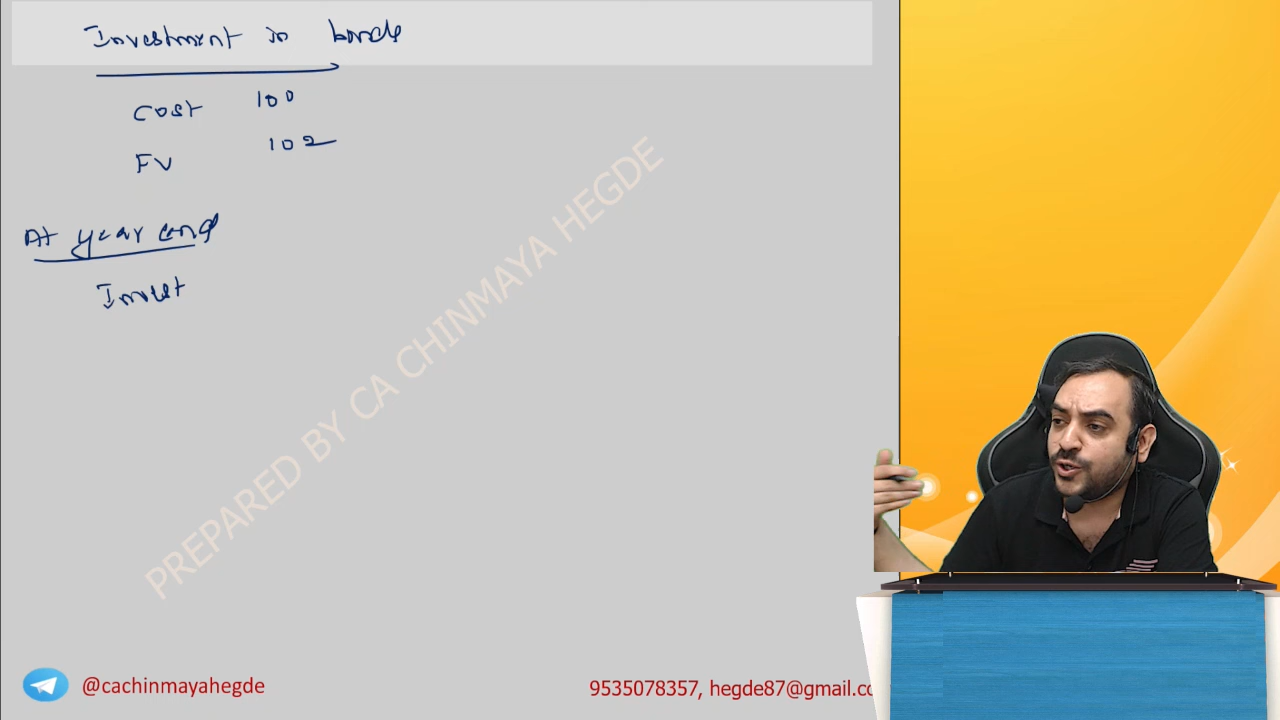 Investment in bonds
Cost 100
FV 102
At year end
Invest
PREPARED BY CA CHINMAYA HEGDE
@cachinmayahegde
9535078357, hegde87@gmail.co